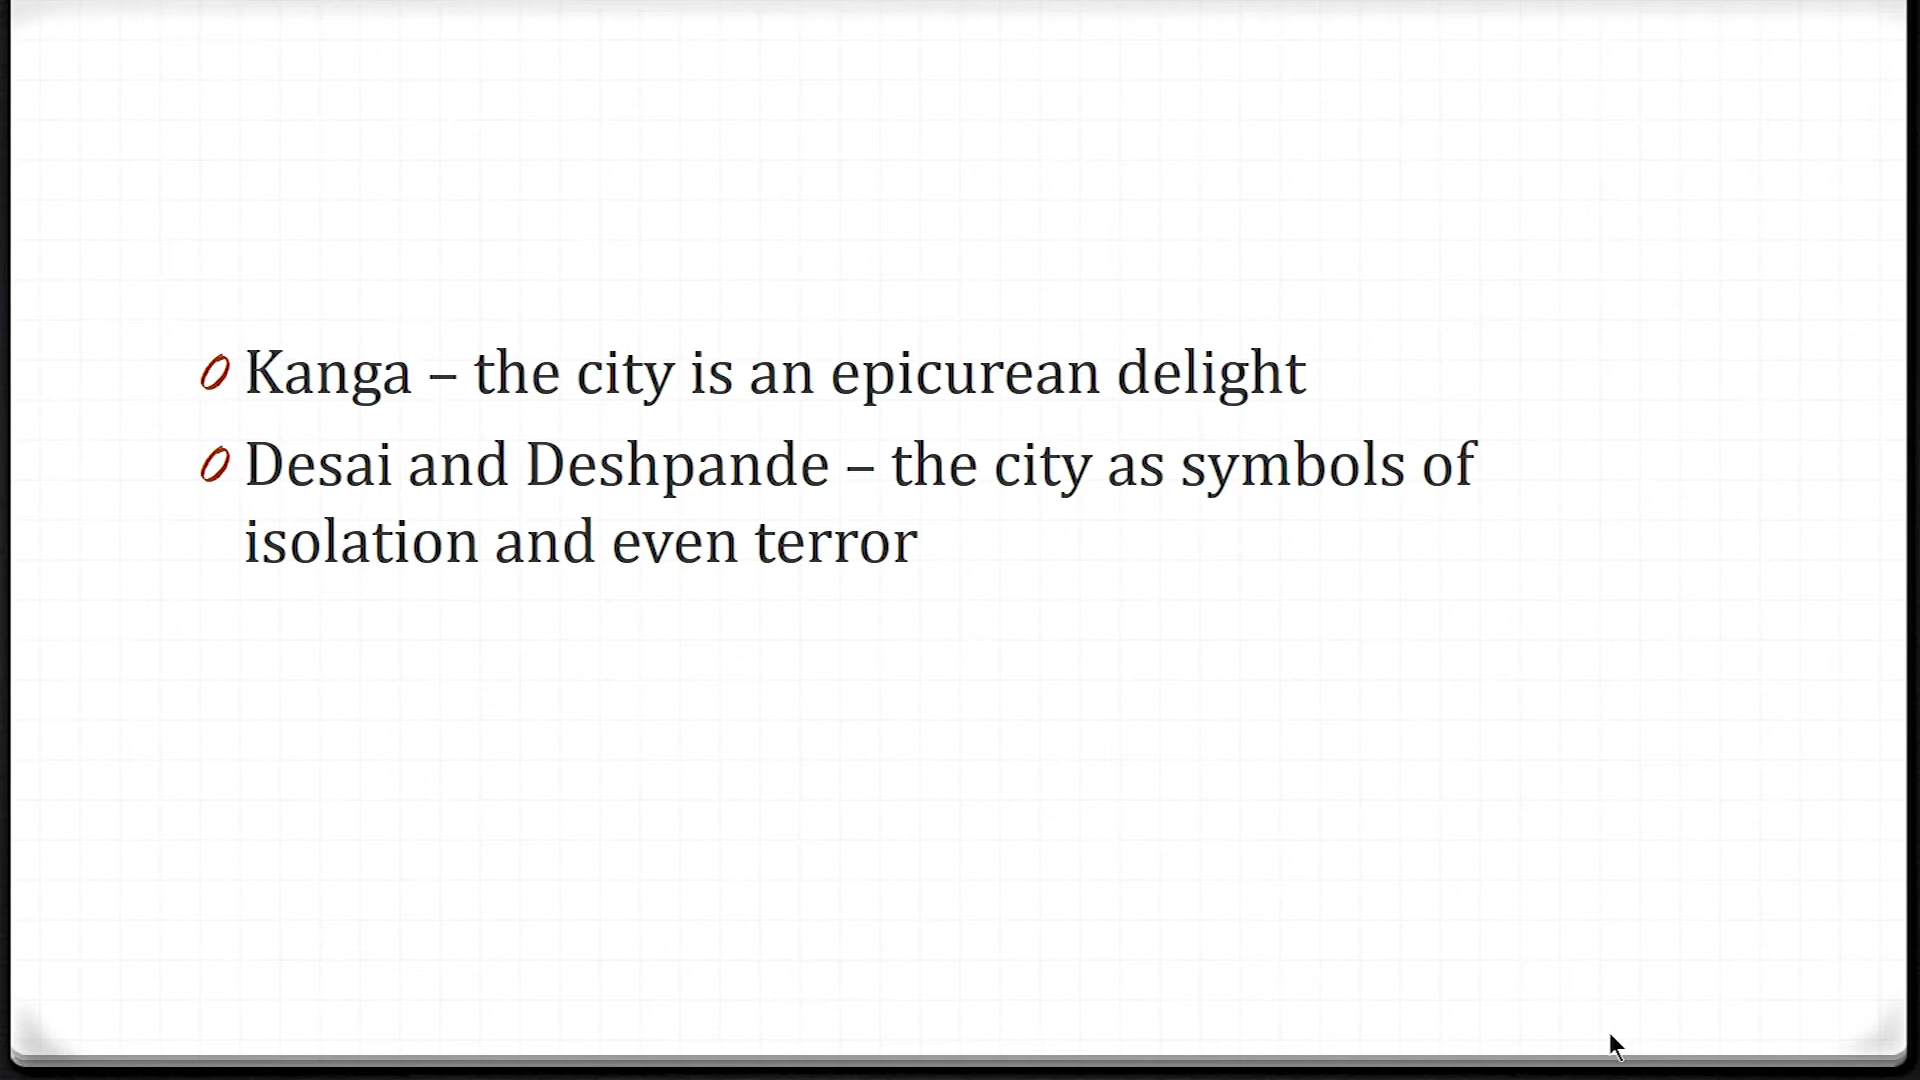 Kanga – the city is an epicurean delight
Desai and Deshpande – the city as symbols of
isolation and even terror